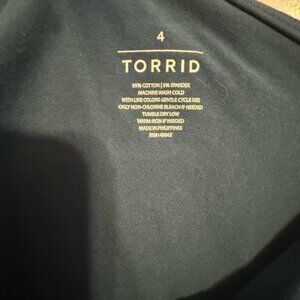 4
TORRID
95% COTTON | 5% SPANDEX
MACHINE WASH COLD
WITH LIKE COLORS GENTLE CYCLE USE
ONLY NON-CHLORINE BLEACH IF NEEDED
TUMBLE DRY LOW
WARM IRON IF NEEDED
MADE IN PHILIPPINES